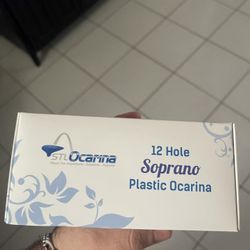 STL Ocarina
12 Hole
Soprano
Plastic Ocarina